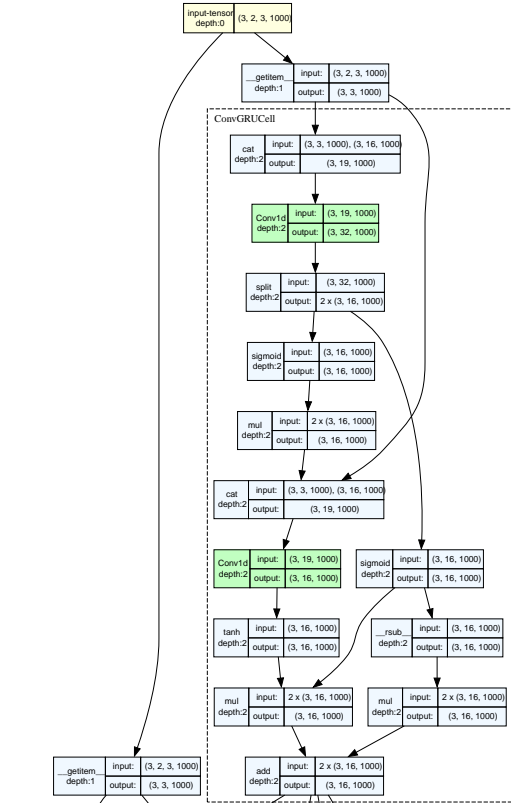 input-tensor
depth:0
(3, 2, 3, 1000)
__getitem__
depth:1
input:
(3, 2, 3, 1000)
output:
(3, 3, 1000)
ConvGRUCell
cat
depth:2
input:
(3, 3, 1000), (3, 16, 1000)
output:
(3, 19, 1000)
Conv1d
depth:2
input:
(3, 19, 1000)
output:
(3, 32, 1000)
split
depth:2
input:
(3, 32, 1000)
output:
2 x (3, 16, 1000)
sigmoid
depth:2
input:
(3, 16, 1000)
output:
(3, 16, 1000)
mul
depth:2
input:
2 x (3, 16, 1000)
output:
(3, 16, 1000)
cat
depth:2
input:
(3, 3, 1000), (3, 16, 1000)
output:
(3, 19, 1000)
Conv1d
depth:2
input:
(3, 19, 1000)
output:
(3, 16, 1000)
sigmoid
depth:2
input:
(3, 16, 1000)
output:
(3, 16, 1000)
tanh
depth:2
input:
(3, 16, 1000)
output:
(3, 16, 1000)
__rsub__
depth:2
input:
(3, 16, 1000)
output:
(3, 16, 1000)
mul
depth:2
input:
2 x (3, 16, 1000)
output:
(3, 16, 1000)
mul
depth:2
input:
2 x (3, 16, 1000)
output:
(3, 16, 1000)
__getitem__
depth:1
input:
(3, 2, 3, 1000)
output:
(3, 3, 1000)
add
depth:2
input:
2 x (3, 16, 1000)
output:
(3, 16, 1000)